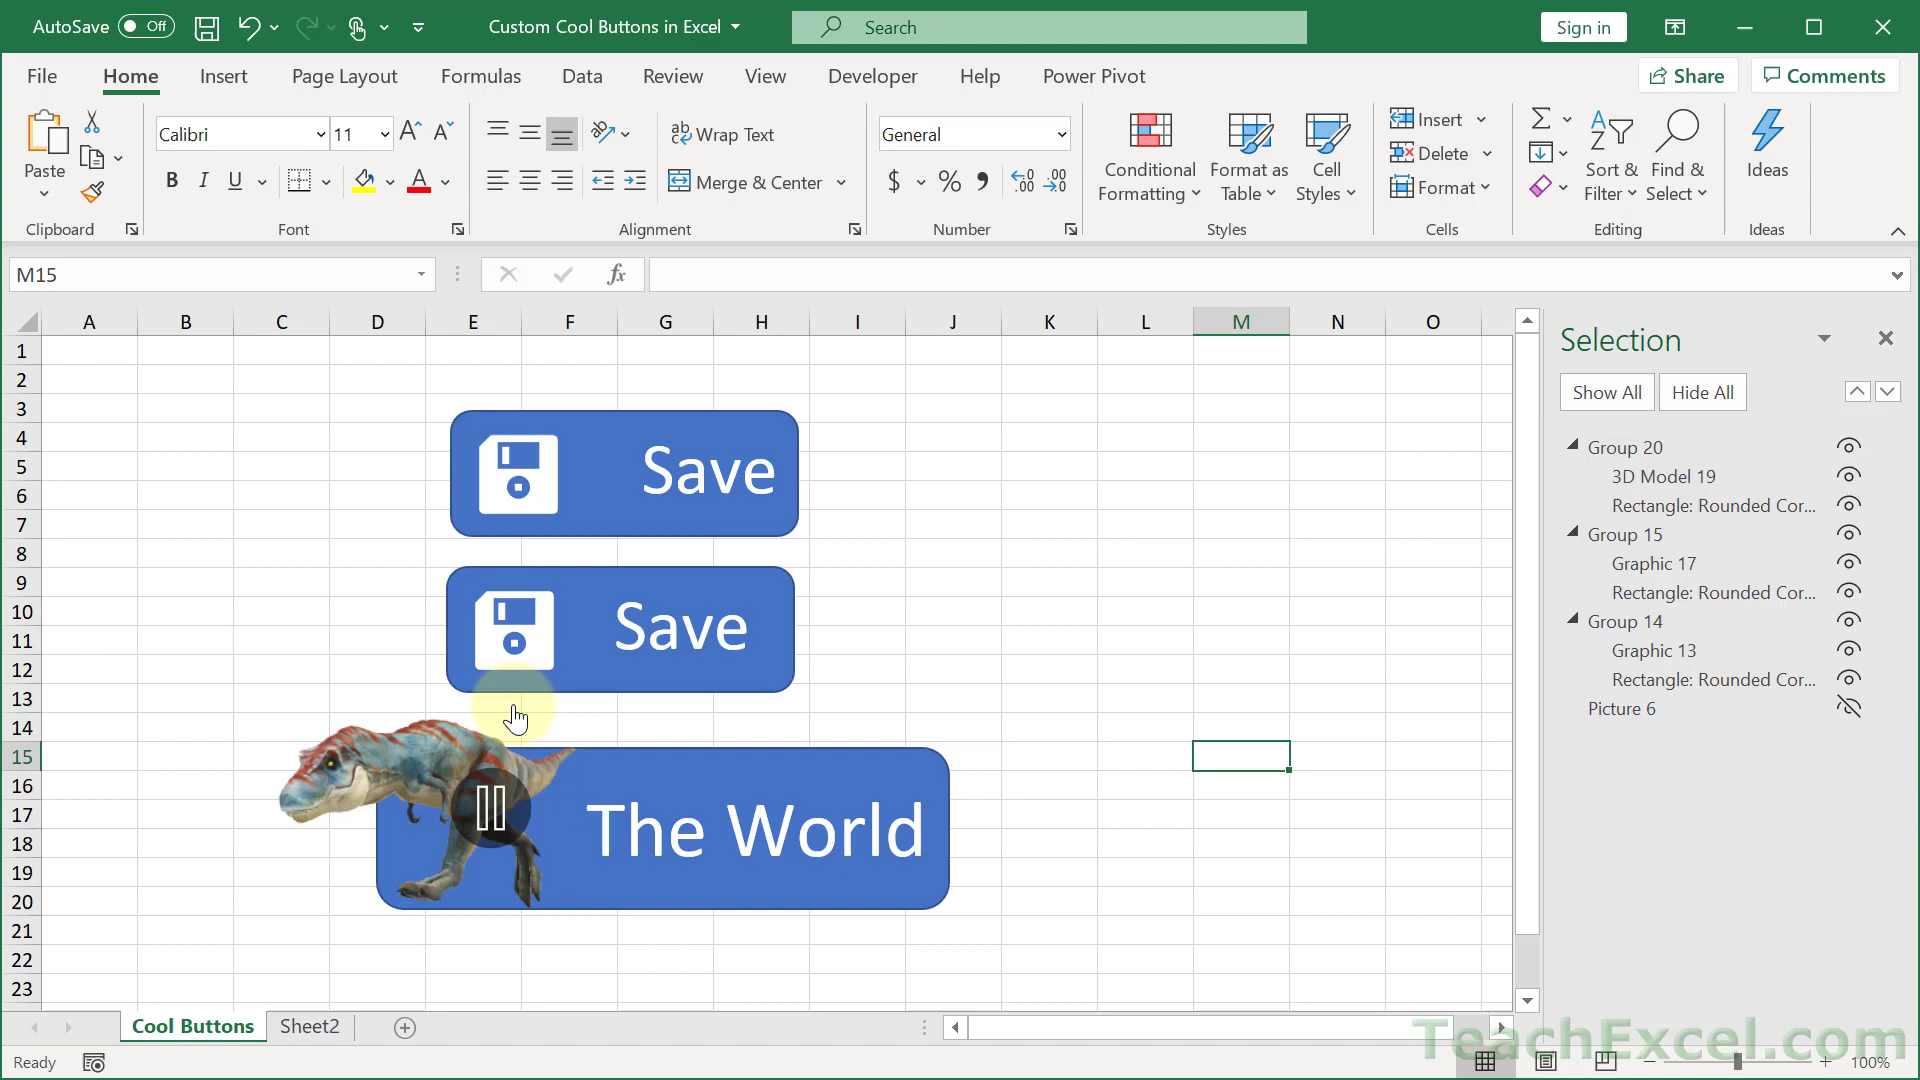 AutoSave Off Custom Cool Buttons in Excel Search Sign in
File Home Insert Page Layout Formulas Data Review View Developer Help Power Pivot Share Comments
Calibri 11 ab Wrap Text General Insert
Paste Conditional Formatting Format as Table Cell Styles Delete Sort & Filter Find & Select Ideas
B I U Merge & Center $ % Format
Clipboard Font Alignment Number Styles Cells Editing Ideas
M15 fx
A B C D E F G H I J K L M N O
1
2
3
4
5
6
7
8
9
10
11
12
13
14
15
16
17
18
19
20
21
22
23
Save
Save
The World
Selection
Show All Hide All
Group 20
3D Model 19
Rectangle: Rounded Cor...
Group 15
Graphic 17
Rectangle: Rounded Cor...
Group 14
Graphic 13
Rectangle: Rounded Cor...
Picture 6
Cool Buttons Sheet2
TeachExcel.com
Ready 100%